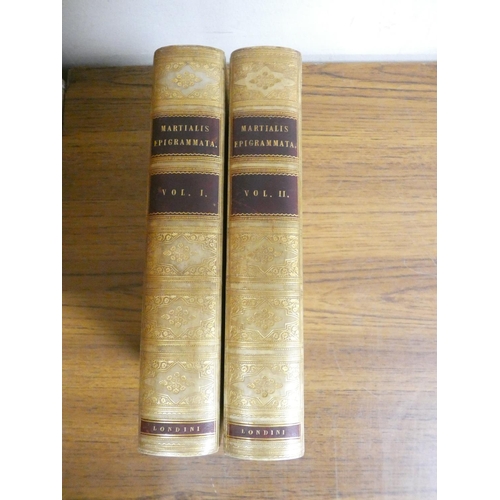 MARTIALIS
EPIGRAMMATA.
VOL. I.
LONDINI
MARTIALIS
EPIGRAMMATA.
VOL. II.
LONDINI